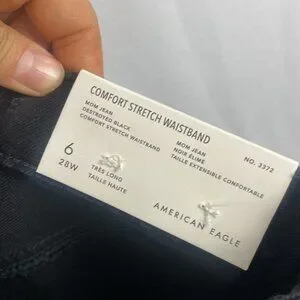 COMFORT STRETCH WAISTBAND
MOM JEAN
DESTROYED BLACK
COMFORT STRETCH WAISTBAND
MOM JEAN
NOIR ÉLIMÉ
TAILLE EXTENSIBLE CONFORTABLE
NO. 3372
6
28W
TRÈS LONG
TAILLE HAUTE
AMERICAN EAGLE